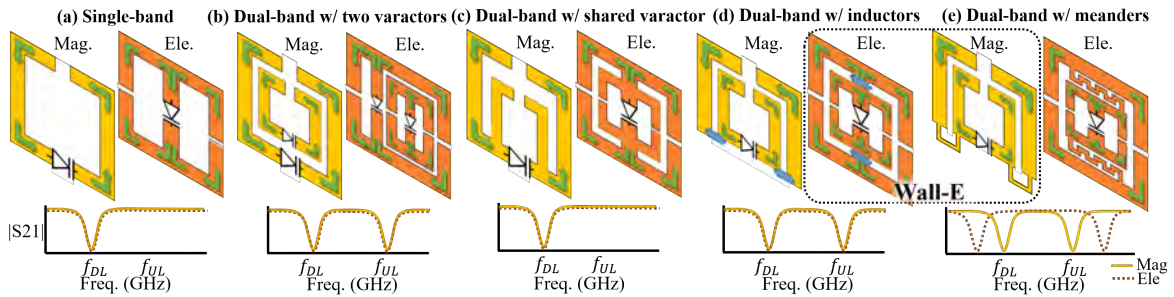 (a) Single-band
Mag.
Ele.
|S21|
f_DL f_UL
Freq. (GHz)
(b) Dual-band w/ two varactors
Mag.
Ele.
f_DL f_UL
Freq. (GHz)
(c) Dual-band w/ shared varactor
Mag.
Ele.
f_DL f_UL
Freq. (GHz)
(d) Dual-band w/ inductors
Mag.
Ele.
f_DL f_UL
Freq. (GHz)
(e) Dual-band w/ meanders
Mag.
Ele.
Wall-E
f_DL f_UL
Freq. (GHz)
Mag
Ele